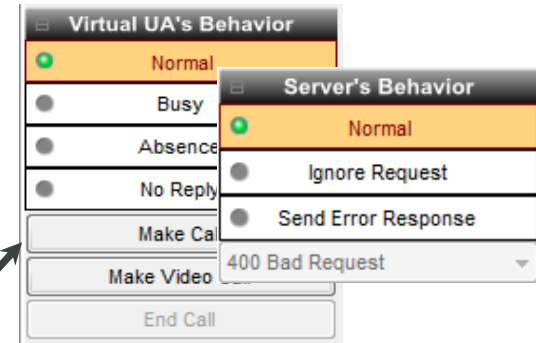 Virtual UA's Behavior
Normal
Busy
Absence
No Reply
Make Cal
Make Video
End Call
Server's Behavior
Normal
Ignore Request
Send Error Response
400 Bad Request